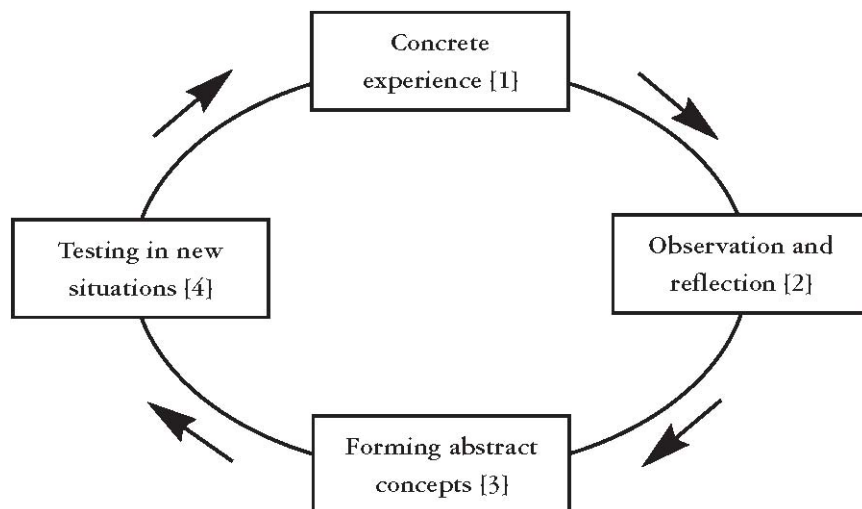 Concrete
experience {1}
Observation and
reflection {2}
Forming abstract
concepts {3}
Testing in new
situations {4}